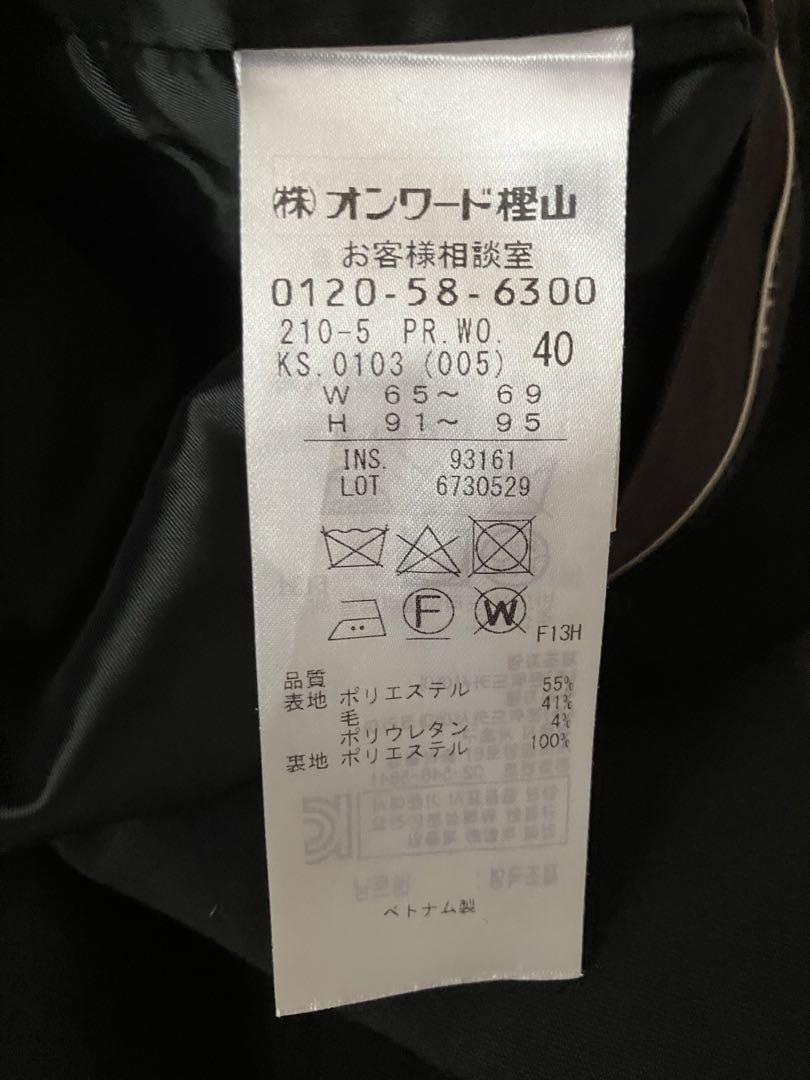 ㈱オンワード樫山
お客様相談室
0120-58-6300
210-5 PR.WO.
KS.0103 (005) 40
W 65～ 69
H 91～ 95
INS. 93161
LOT 6730529
F W F13H
品質
表地 ポリエステル 55%
毛 41%
ポリウレタン 4%
裏地 ポリエステル 100%
ベトナム製